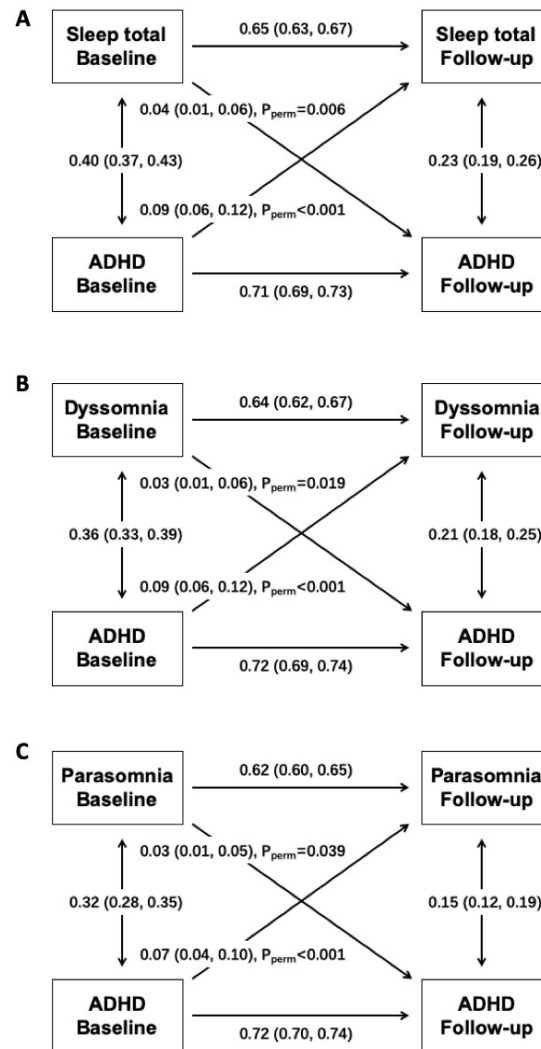 A
Sleep total
Baseline
0.65 (0.63, 0.67)
Sleep total
Follow-up
0.04 (0.01, 0.06), Pperm=0.006
0.40 (0.37, 0.43)
0.23 (0.19, 0.26)
0.09 (0.06, 0.12), Pperm<0.001
ADHD
Baseline
0.71 (0.69, 0.73)
ADHD
Follow-up
B
Dyssomnia
Baseline
0.64 (0.62, 0.67)
Dyssomnia
Follow-up
0.03 (0.01, 0.06), Pperm=0.019
0.36 (0.33, 0.39)
0.21 (0.18, 0.25)
0.09 (0.06, 0.12), Pperm<0.001
ADHD
Baseline
0.72 (0.69, 0.74)
ADHD
Follow-up
C
Parasomnia
Baseline
0.62 (0.60, 0.65)
Parasomnia
Follow-up
0.03 (0.01, 0.05), Pperm=0.039
0.32 (0.28, 0.35)
0.15 (0.12, 0.19)
0.07 (0.04, 0.10), Pperm<0.001
ADHD
Baseline
0.72 (0.70, 0.74)
ADHD
Follow-up